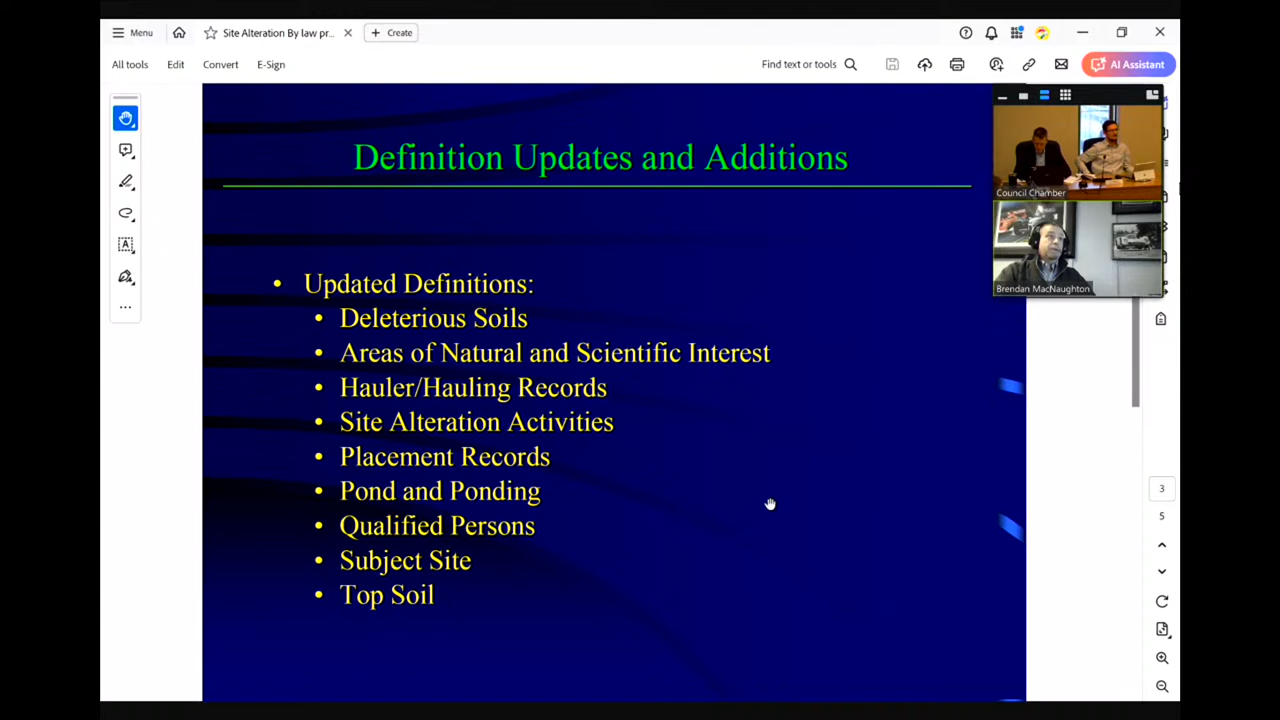 Menu
Site Alteration By law pr...
Create
All tools
Edit
Convert
E-Sign
Find text or tools
AI Assistant
Definition Updates and Additions
Council Chamber
Brendan MacNaughton
• Updated Definitions:
• Deleterious Soils
• Areas of Natural and Scientific Interest
• Hauler/Hauling Records
• Site Alteration Activities
• Placement Records
• Pond and Ponding
• Qualified Persons
• Subject Site
• Top Soil
3
5